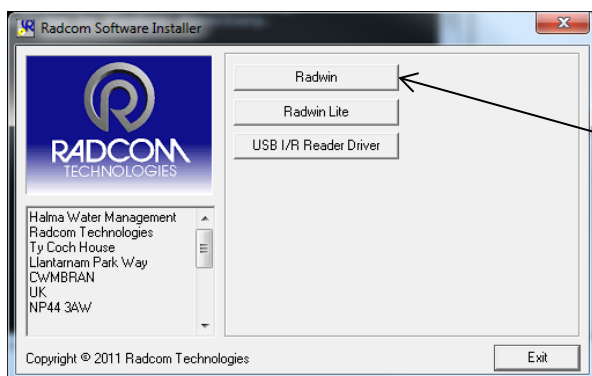 Radcom Software Installer
RADCOM
TECHNOLOGIES
Radwin
Radwin Lite
USB I/R Reader Driver
Halma Water Management
Radcom Technologies
Ty Coch House
Llantarnam Park Way
CWMBRAN
UK
NP44 3AW
Copyright © 2011 Radcom Technologies
Exit